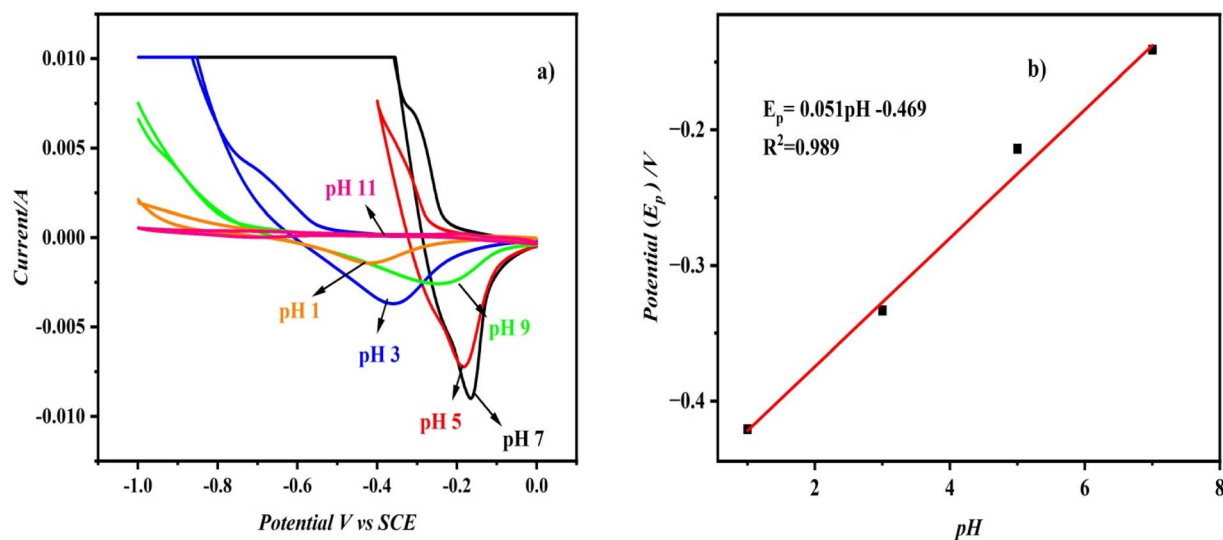 a)
0.010
0.005
0.000
-0.005
-0.010
Current/A
pH 11
pH 1
pH 9
pH 3
pH 5
pH 7
-1.0 -0.8 -0.6 -0.4 -0.2 0.0
Potential V vs SCE
b)
Eₚ= 0.051pH -0.469
R²=0.989
−0.2
−0.3
−0.4
Potential (Eₚ) /V
2 4 6 8
pH